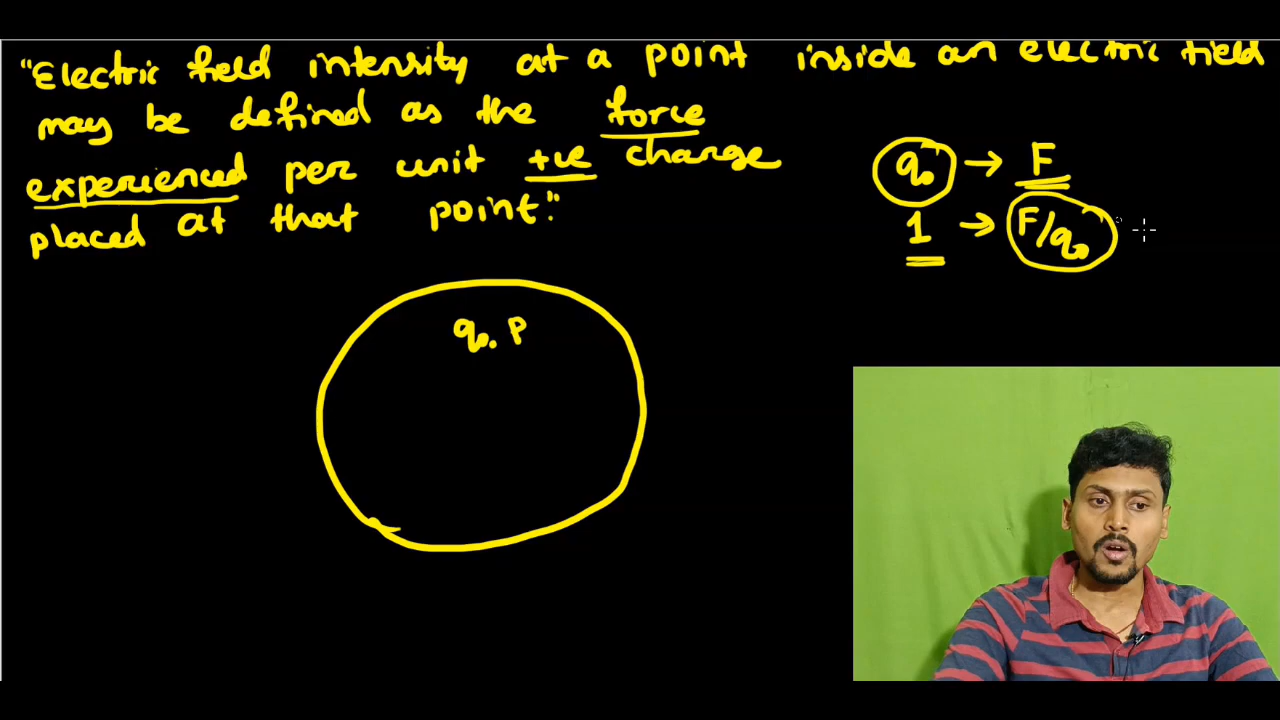 "Electric field intensity at a point inside an electric field
may be defined as the force
experienced per unit +ve charge
placed at that point."
q₀ → F
1 → F/q₀
q₀. P